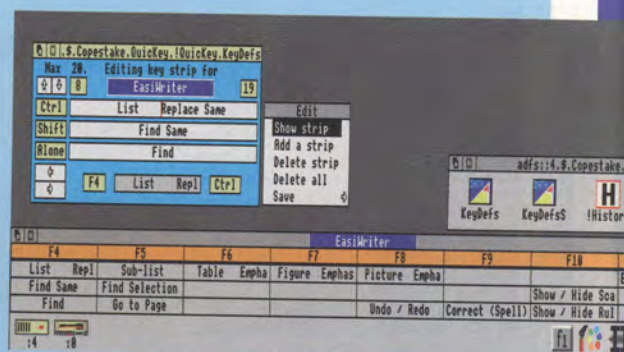 .$.Copestake.QuicKey.!QuicKey.KeyDefs
Max 20. Editing key strip for
8 EasiWriter 19
Ctrl List Replace Same
Shift Find Same
Alone Find
F4 List Repl Ctrl
Edit
Show strip
Add a strip
Delete strip
Delete all
Save
adfs::4.$.Copestake.
KeyDefs KeyDefsS !Histor
EasiWriter
F4 F5 F6 F7 F8 F9 F10
List Repl Sub-list Table Empha Figure Emphas Picture Empha
Find Same Find Selection Show / Hide Sca
Find Go to Page Undo / Redo Correct (Spell) Show / Hide Rul
:4 :0 f1